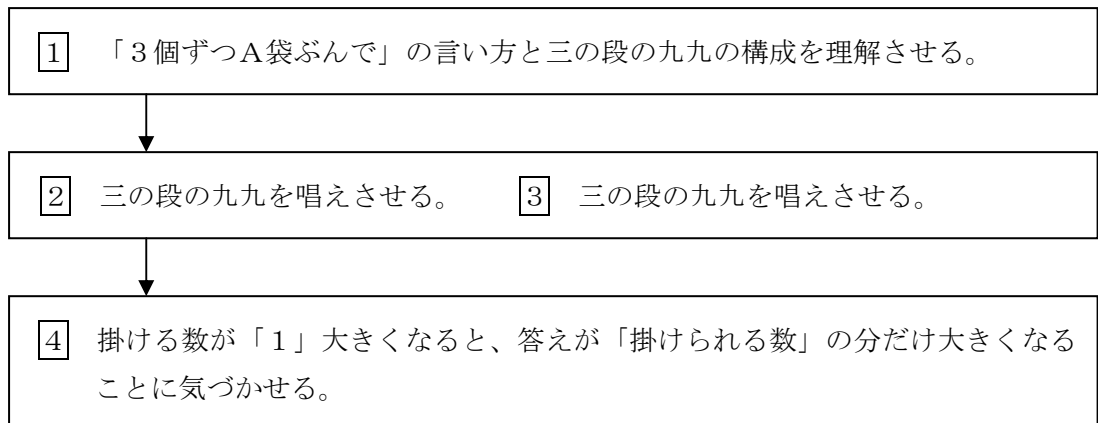 1 「３個ずつＡ袋ぶんで」の言い方と三の段の九九の構成を理解させる。
2 三の段の九九を唱えさせる。 3 三の段の九九を唱えさせる。
4 掛ける数が「１」大きくなると、答えが「掛けられる数」の分だけ大きくなる
ことに気づかせる。